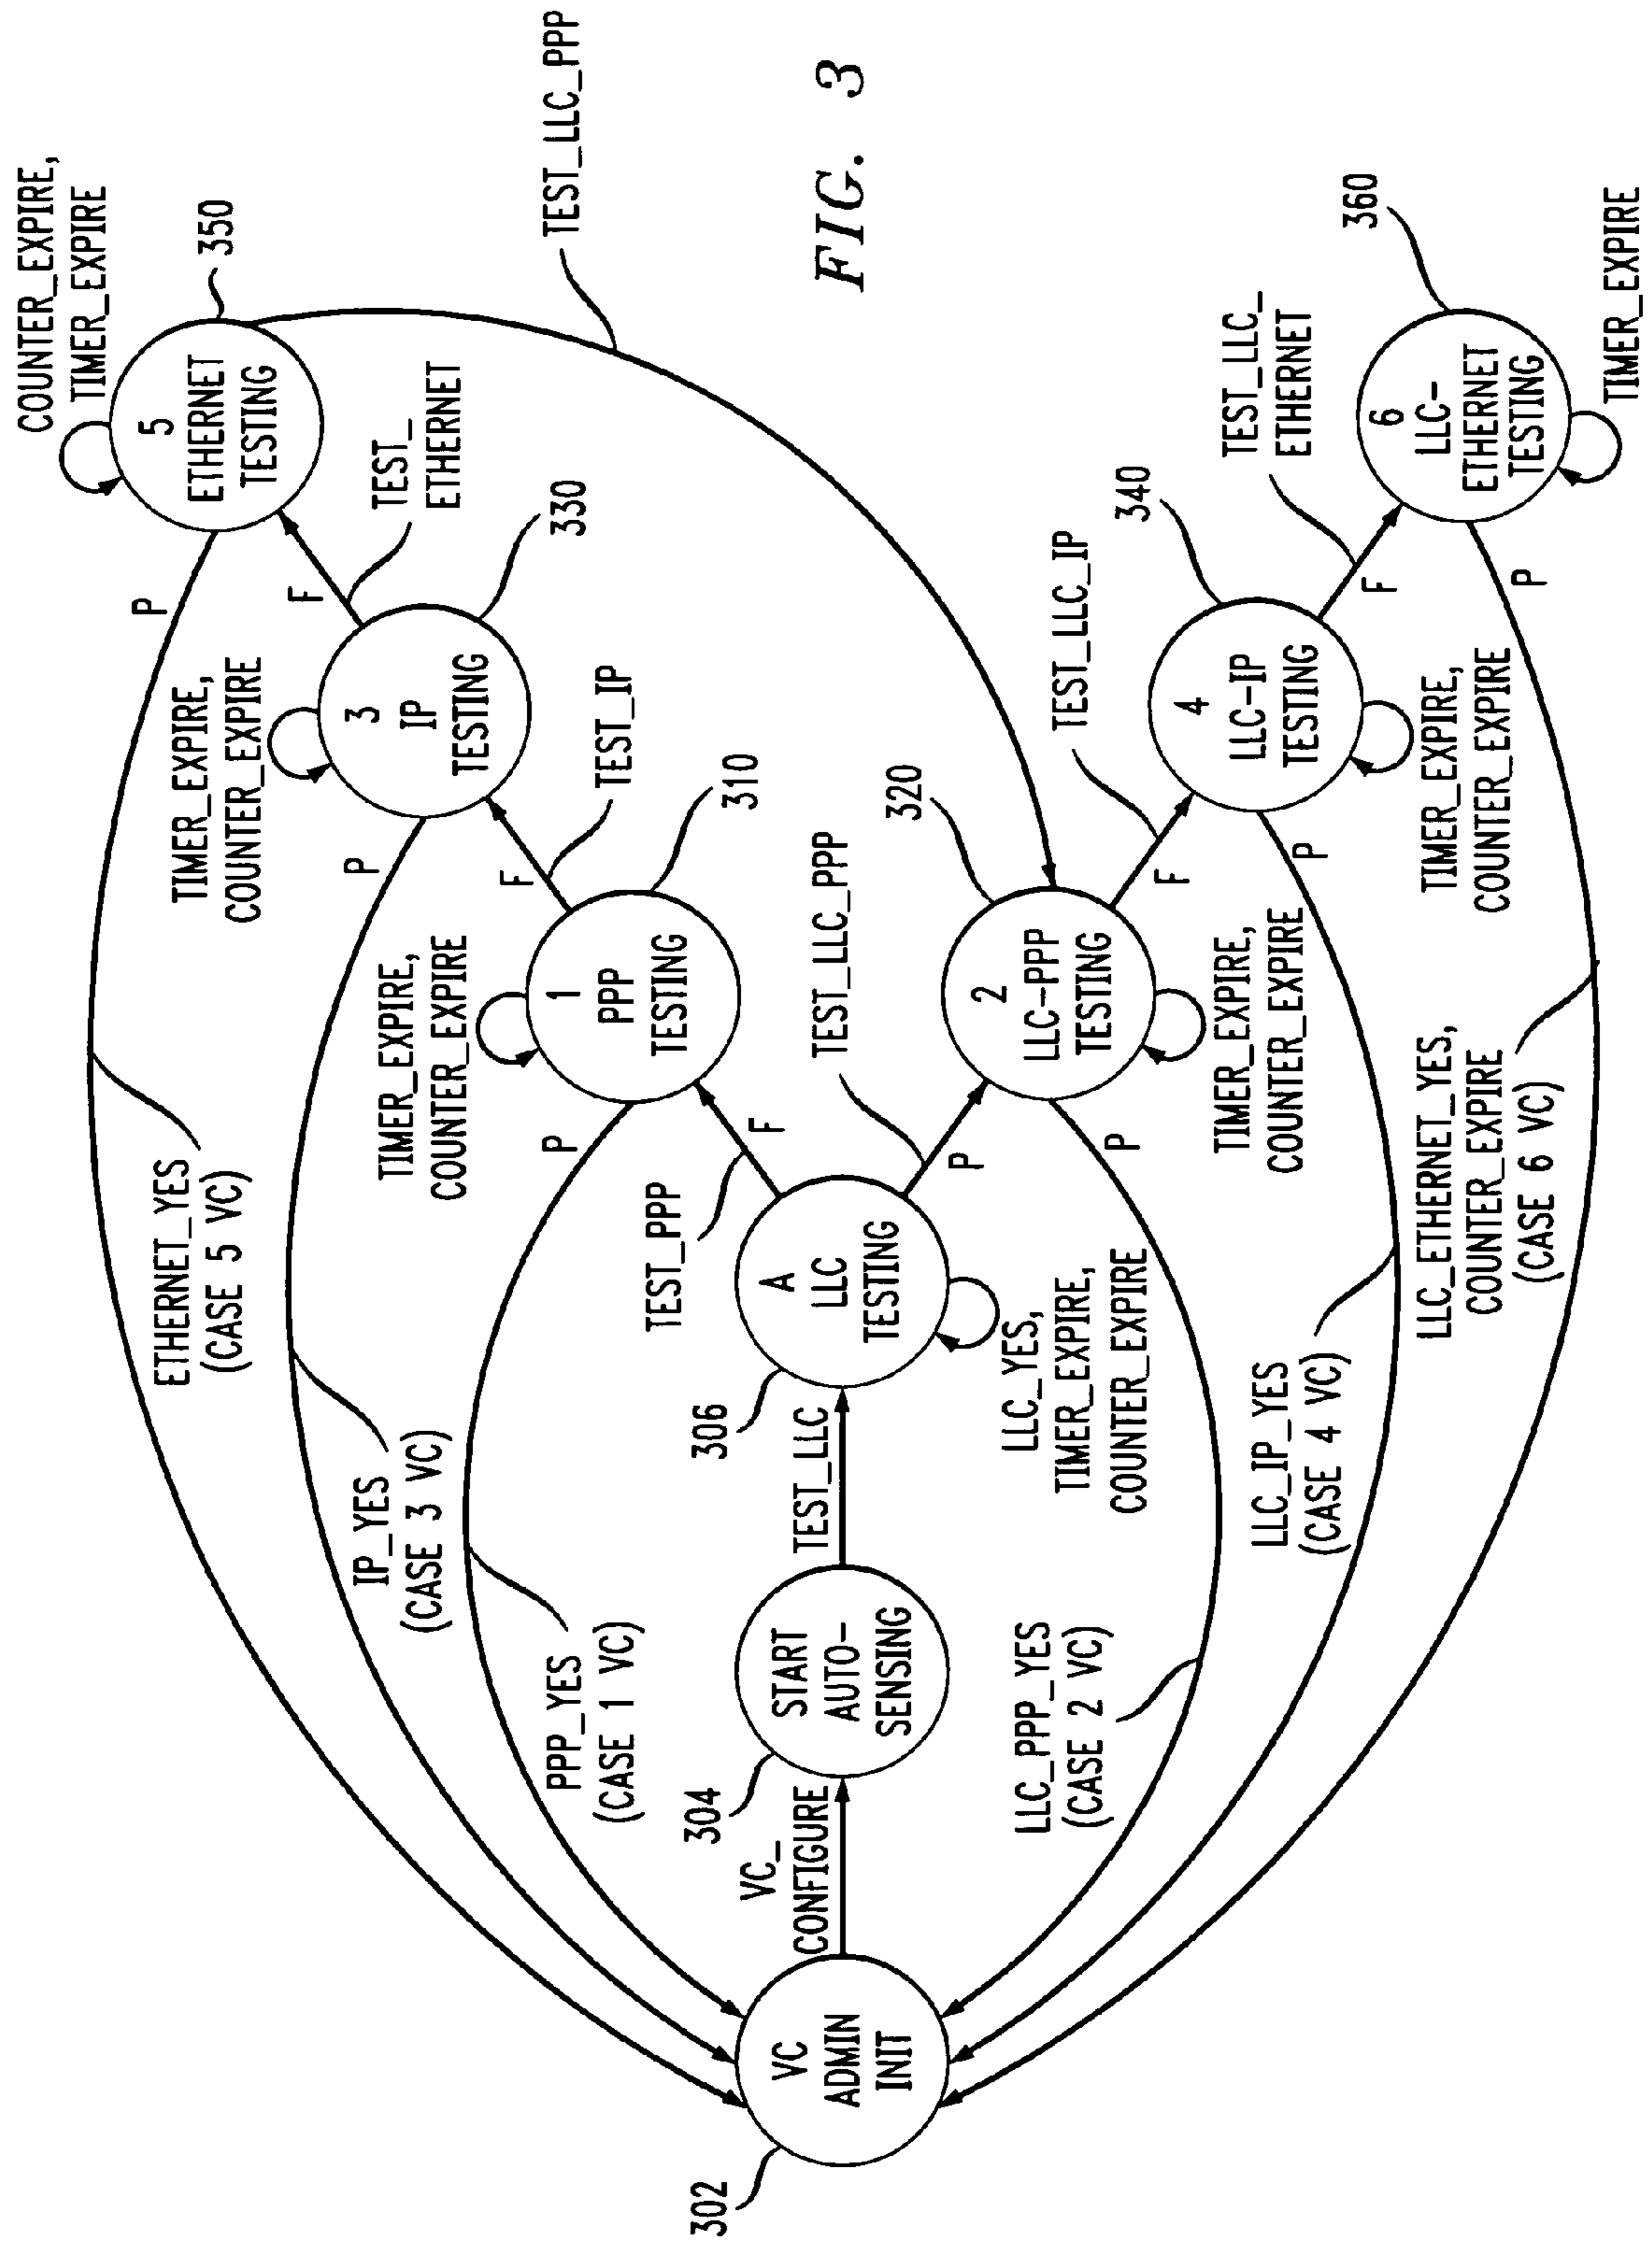 FIG. 3
302
VC
ADMIN
INIT
VC_
CONFIGURE
304
START
AUTO-
SENSING
TEST_LLC
306
A
LLC
TESTING
LLC_YES,
TIMER_EXPIRE,
COUNTER_EXPIRE
TEST_PPP
F
TEST_LLC_PPP
P
310
1
PPP
TESTING
TIMER_EXPIRE,
COUNTER_EXPIRE
P
PPP_YES
(CASE 1 VC)
F
TEST_IP
320
2
LLC-PPP
TESTING
TIMER_EXPIRE,
COUNTER_EXPIRE
P
LLC_PPP_YES
(CASE 2 VC)
F
TEST_LLC_IP
330
3
IP
TESTING
TIMER_EXPIRE,
COUNTER_EXPIRE
P
IP_YES
(CASE 3 VC)
F
TEST_
ETHERNET
340
4
LLC-IP
TESTING
TIMER_EXPIRE,
COUNTER_EXPIRE
P
LLC_IP_YES
(CASE 4 VC)
F
TEST_LLC_
ETHERNET
350
5
ETHERNET
TESTING
COUNTER_EXPIRE,
TIMER_EXPIRE
P
ETHERNET_YES
(CASE 5 VC)
TEST_LLC_PPP
360
6
LLC-
ETHERNET
TESTING
TIMER_EXPIRE
P
LLC_ETHERNET_YES,
COUNTER_EXPIRE
(CASE 6 VC)